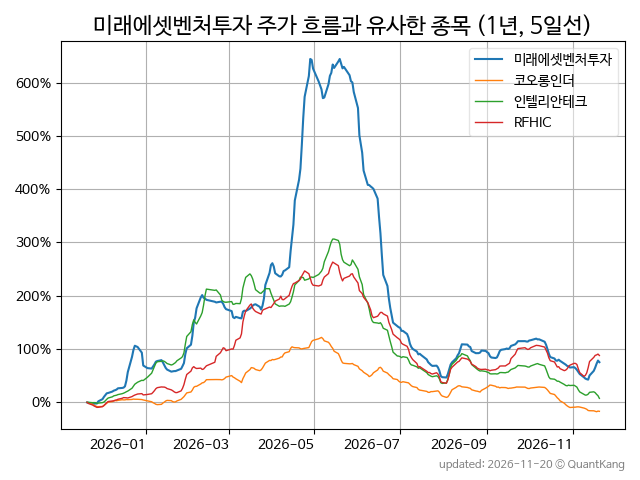 미래에셋벤처투자 주가 흐름과 유사한 종목 (1년, 5일선)
미래에셋벤처투자
코오롱인더
인텔리안테크
RFHIC
600%
500%
400%
300%
200%
100%
0%
2026-01
2026-03
2026-05
2026-07
2026-09
2026-11
updated: 2026-11-20 © QuantKang